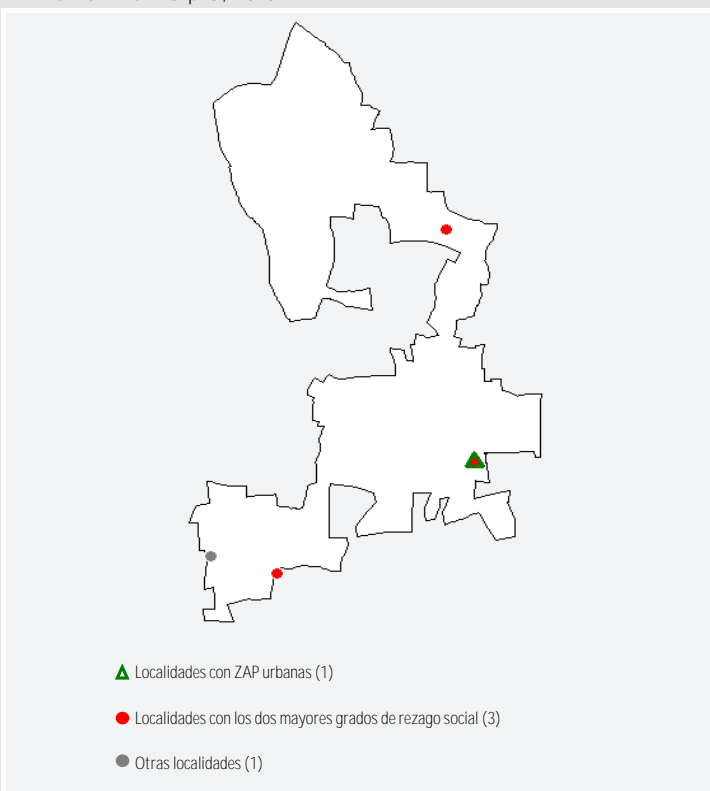 Localidades con ZAP urbanas (1)
Localidades con los dos mayores grados de rezago social (3)
Otras localidades (1)